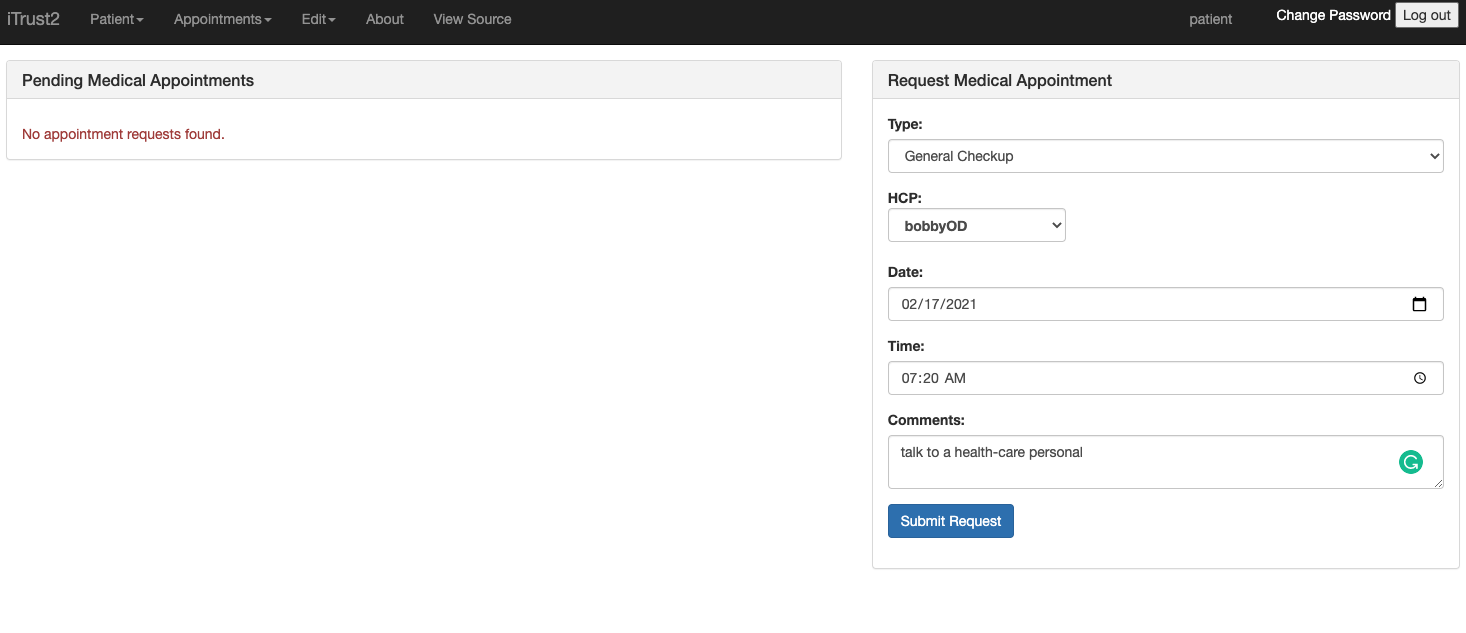 iTrust2 Patient Appointments Edit About View Source patient Change Password Log out
Pending Medical Appointments
No appointment requests found.
Request Medical Appointment
Type:
General Checkup
HCP:
bobbyOD
Date:
02/17/2021
Time:
07:20 AM
Comments:
talk to a health-care personal
Submit Request